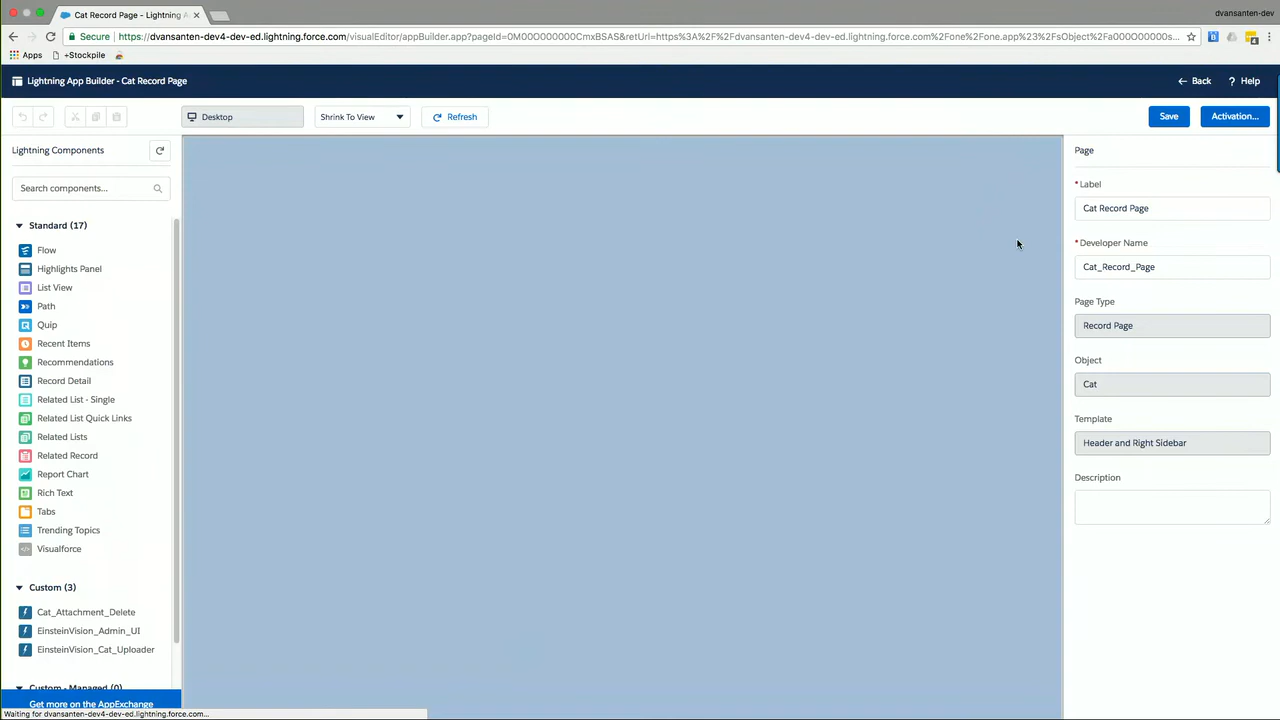 Cat Record Page - Lightning A
dvansanten-dev
Secure
https://dvansanten-dev4-dev-ed.lightning.force.com/visualEditor/appBuilder.app?pageId=0M00O000000CmxBSAS&retUrl=https%3A%2F%2Fdvansanten-dev4-dev-ed.lightning.force.com%2Fone%2Fone.app%23%2FsObject%2Fa000O00000s...
Apps
+Stockpile
Lightning App Builder - Cat Record Page
Back
? Help
Desktop
Shrink To View
Refresh
Save
Activation...
Lightning Components
Search components...
Standard (17)
Flow
Highlights Panel
List View
Path
Quip
Recent Items
Recommendations
Record Detail
Related List - Single
Related List Quick Links
Related Lists
Related Record
Report Chart
Rich Text
Tabs
Trending Topics
Visualforce
Custom (3)
Cat_Attachment_Delete
EinsteinVision_Admin_UI
EinsteinVision_Cat_Uploader
Custom - Managed (0)
Get more on the AppExchange
Waiting for dvansanten-dev4-dev-ed.lightning.force.com...
Page
* Label
Cat Record Page
* Developer Name
Cat_Record_Page
Page Type
Record Page
Object
Cat
Template
Header and Right Sidebar
Description